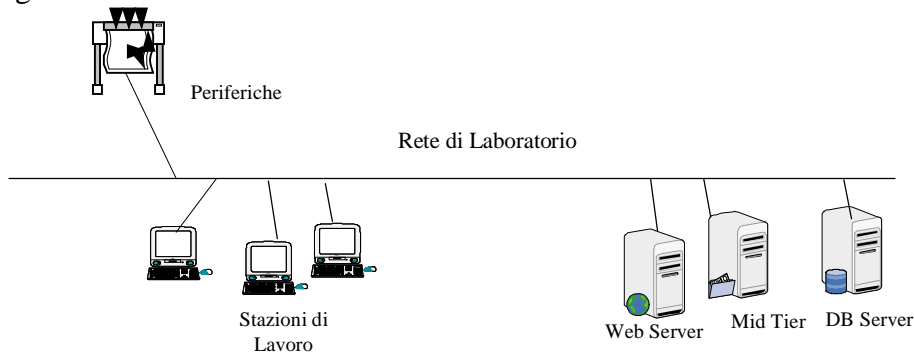 g
Periferiche
Rete di Laboratorio
Stazioni di
Lavoro
Web Server
Mid Tier
DB Server